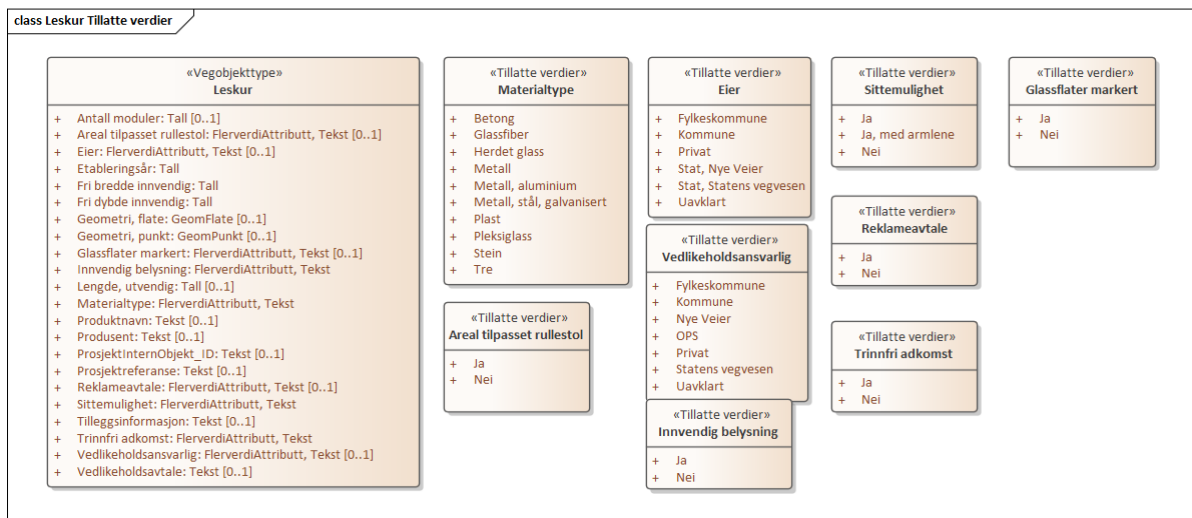 class Leskur Tillatte verdier
«Vegobjekttype»
Leskur
+ Antall moduler: Tall [0..1]
+ Areal tilpasset rullestol: FlerverdiAttributt, Tekst [0..1]
+ Eier: FlerverdiAttributt, Tekst [0..1]
+ Etableringsår: Tall
+ Fri bredde innvendig: Tall
+ Fri dybde innvendig: Tall
+ Geometri, flate: GeomFlate [0..1]
+ Geometri, punkt: GeomPunkt [0..1]
+ Glassflater markert: FlerverdiAttributt, Tekst [0..1]
+ Innvendig belysning: FlerverdiAttributt, Tekst
+ Lengde, utvendig: Tall [0..1]
+ Materialtype: FlerverdiAttributt, Tekst
+ Produktnavn: Tekst [0..1]
+ Produsent: Tekst [0..1]
+ ProsjektInternObjekt_ID: Tekst [0..1]
+ Prosjektreferanse: Tekst [0..1]
+ Reklameavtale: FlerverdiAttributt, Tekst [0..1]
+ Sittemulighet: FlerverdiAttributt, Tekst
+ Tilleggsinformasjon: Tekst [0..1]
+ Trinnfri adkomst: FlerverdiAttributt, Tekst
+ Vedlikeholdsansvarlig: FlerverdiAttributt, Tekst [0..1]
+ Vedlikeholdsavtale: Tekst [0..1]
«Tillatte verdier»
Materialtype
+ Betong
+ Glassfiber
+ Herdet glass
+ Metall
+ Metall, aluminium
+ Metall, stål, galvanisert
+ Plast
+ Pleksiglass
+ Stein
+ Tre
«Tillatte verdier»
Areal tilpasset rullestol
+ Ja
+ Nei
«Tillatte verdier»
Eier
+ Fylkeskommune
+ Kommune
+ Privat
+ Stat, Nye Veier
+ Stat, Statens vegvesen
+ Uavklart
«Tillatte verdier»
Vedlikeholdsansvarlig
+ Fylkeskommune
+ Kommune
+ Nye Veier
+ OPS
+ Privat
+ Statens vegvesen
+ Uavklart
«Tillatte verdier»
Innvendig belysning
+ Ja
+ Nei
«Tillatte verdier»
Sittemulighet
+ Ja
+ Ja, med armlene
+ Nei
«Tillatte verdier»
Reklameavtale
+ Ja
+ Nei
«Tillatte verdier»
Trinnfri adkomst
+ Ja
+ Nei
«Tillatte verdier»
Glassflater markert
+ Ja
+ Nei